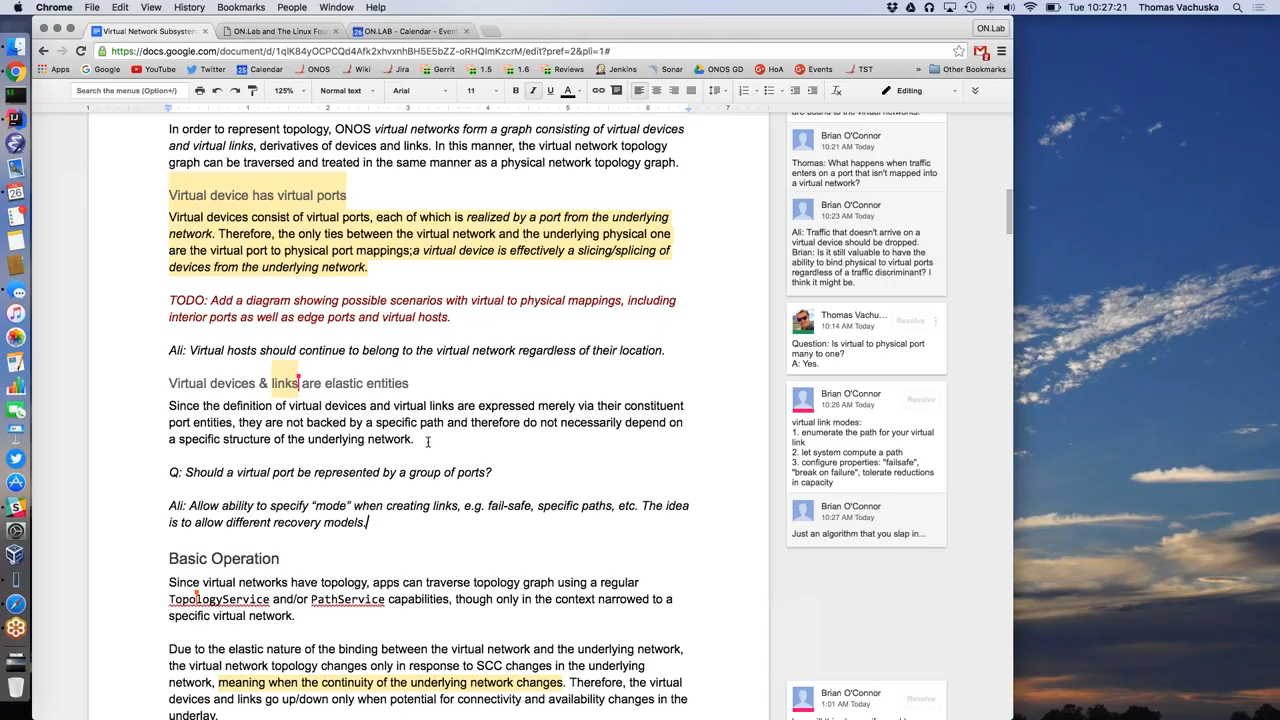 Chrome File Edit View History Bookmarks People Window Help
Tue 10:27:21 Thomas Vachuska
Virtual Network Subsystem
ON.Lab and The Linux Fou
ON.LAB - Calendar - Even
ON.Lab
https://docs.google.com/document/d/1qlK84yOCPCQd4Afk2xhvxnhBH5E5bZZ-oRHQlmKzcrM/edit?pref=2&pli=1#
Apps Google YouTube Twitter Calendar ONOS Wiki Jira Gerrit 1.5 1.6 Reviews Jenkins Sonar ONOS GD HoA Events TST » Other Bookmarks
Search the menus (Option+/) 125% Normal text Arial 11 B I U A Editing
1 1 2 3 4 5 6 7
In order to represent topology, ONOS virtual networks form a graph consisting of virtual devices
and virtual links, derivatives of devices and links. In this manner, the virtual network topology
graph can be traversed and treated in the same manner as a physical network topology graph.
Virtual device has virtual ports
Virtual devices consist of virtual ports, each of which is realized by a port from the underlying
network. Therefore, the only ties between the virtual network and the underlying physical one
are the virtual port to physical port mappings;a virtual device is effectively a slicing/splicing of
devices from the underlying network.
TODO: Add a diagram showing possible scenarios with virtual to physical mappings, including
interior ports as well as edge ports and virtual hosts.
Ali: Virtual hosts should continue to belong to the virtual network regardless of their location.
Virtual devices & links are elastic entities
Since the definition of virtual devices and virtual links are expressed merely via their constituent
port entities, they are not backed by a specific path and therefore do not necessarily depend on
a specific structure of the underlying network.
Q: Should a virtual port be represented by a group of ports?
Ali: Allow ability to specify “mode” when creating links, e.g. fail-safe, specific paths, etc. The idea
is to allow different recovery models.
Basic Operation
Since virtual networks have topology, apps can traverse topology graph using a regular
TopologyService and/or PathService capabilities, though only in the context narrowed to a
specific virtual network.
Due to the elastic nature of the binding between the virtual network and the underlying network,
the virtual network topology changes only in response to SCC changes in the underlying
network, meaning when the continuity of the underlying network changes. Therefore, the virtual
devices and links go up/down only when potential for connectivity and availability changes in the
underlay.
Brian O'Connor
10:21 AM Today
Thomas: What happens when traffic
enters on a port that isn't mapped into
a virtual network?
Brian O'Connor
10:23 AM Today
Ali: Traffic that doesn't arrive on a
virtual device should be dropped.
Brian: Is it still valuable to have the
ability to bind physical to virtual ports
regardless of a traffic discriminant? I
think it might be.
Thomas Vachu...
10:14 AM Today
Resolve
Question: Is virtual to physical port
many to one?
A: Yes.
Brian O'Connor
10:26 AM Today
Resolve
virtual link modes:
1. enumerate the path for your virtual
link
2. let system compute a path
3. configure properties: "failsafe",
"break on failure", tolerate reductions
in capacity
Brian O'Connor
10:27 AM Today
Just an algorithm that you slap in...
Brian O'Connor
1:01 AM Today
Resolve